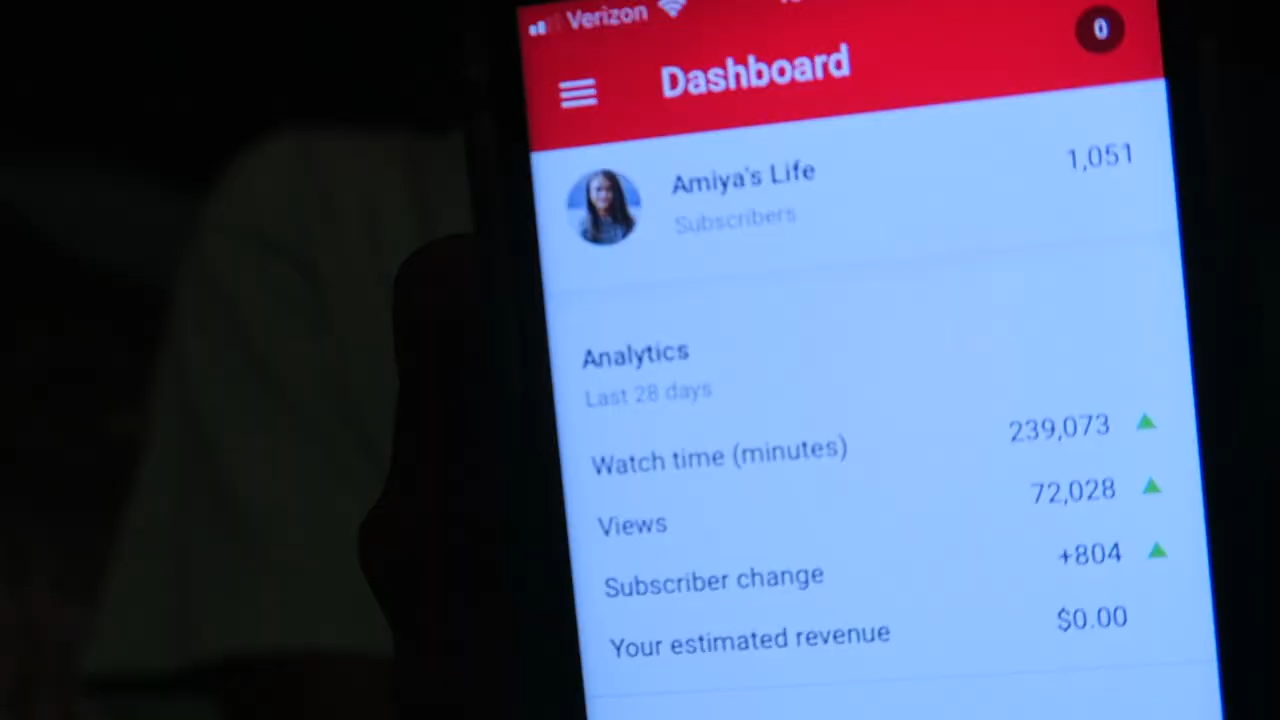 Verizon
0
Dashboard
Amiya's Life 1,051
Subscribers
Analytics
Last 28 days
Watch time (minutes) 239,073
Views 72,028
Subscriber change +804
Your estimated revenue $0.00